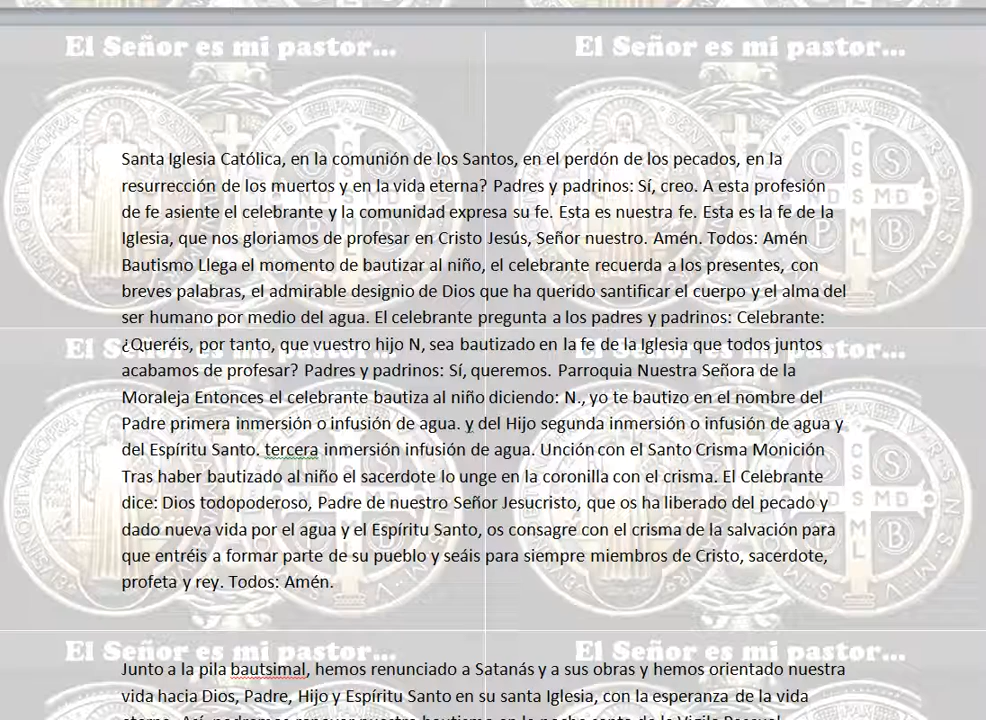 El Señor es mi pastor... El Señor es mi pastor...
Santa Iglesia Católica, en la comunión de los Santos, en el perdón de los pecados, en la
resurrección de los muertos y en la vida eterna? Padres y padrinos: Sí, creo. A esta profesión
de fe asiente el celebrante y la comunidad expresa su fe. Esta es nuestra fe. Esta es la fe de la
Iglesia, que nos gloriamos de profesar en Cristo Jesús, Señor nuestro. Amén. Todos: Amén
Bautismo Llega el momento de bautizar al niño, el celebrante recuerda a los presentes, con
breves palabras, el admirable designio de Dios que ha querido santificar el cuerpo y el alma del
ser humano por medio del agua. El celebrante pregunta a los padres y padrinos: Celebrante:
¿Queréis, por tanto, que vuestro hijo N, sea bautizado en la fe de la Iglesia que todos juntos
acabamos de profesar? Padres y padrinos: Sí, queremos. Parroquia Nuestra Señora de la
Moraleja Entonces el celebrante bautiza al niño diciendo: N., yo te bautizo en el nombre del
Padre primera inmersión o infusión de agua. y del Hijo segunda inmersión o infusión de agua y
del Espíritu Santo. tercera inmersión infusión de agua. Unción con el Santo Crisma Monición
Tras haber bautizado al niño el sacerdote lo unge en la coronilla con el crisma. El Celebrante
dice: Dios todopoderoso, Padre de nuestro Señor Jesucristo, que os ha liberado del pecado y
dado nueva vida por el agua y el Espíritu Santo, os consagre con el crisma de la salvación para
que entréis a formar parte de su pueblo y seáis para siempre miembros de Cristo, sacerdote,
profeta y rey. Todos: Amén.
El Señor es mi pastor... El Señor es mi pastor...
Junto a la pila bautsimal, hemos renunciado a Satanás y a sus obras y hemos orientado nuestra
vida hacia Dios, Padre, Hijo y Espíritu Santo en su santa Iglesia, con la esperanza de la vida